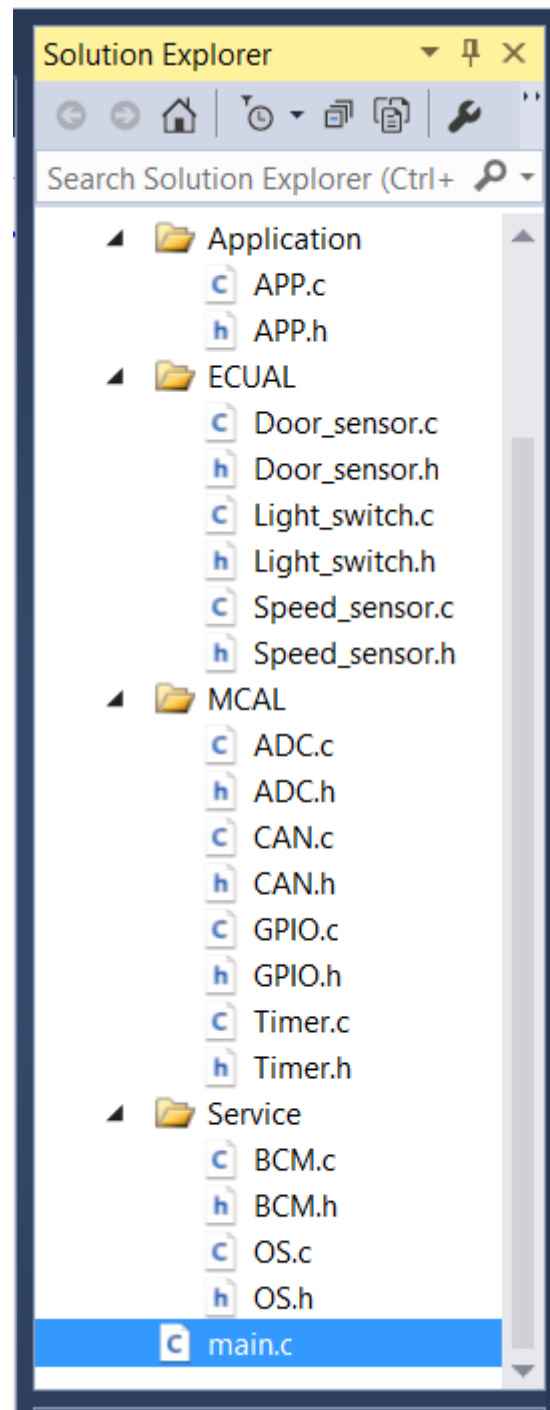 Solution Explorer
Search Solution Explorer (Ctrl+
Application
C APP.c
h APP.h
ECUAL
C Door_sensor.c
h Door_sensor.h
C Light_switch.c
h Light_switch.h
C Speed_sensor.c
h Speed_sensor.h
MCAL
C ADC.c
h ADC.h
C CAN.c
h CAN.h
C GPIO.c
h GPIO.h
C Timer.c
h Timer.h
Service
C BCM.c
h BCM.h
C OS.c
h OS.h
C main.c